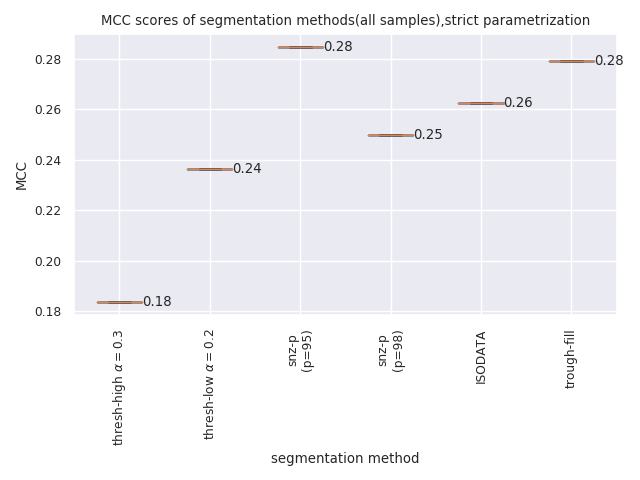 MCC scores of segmentation methods(all samples),strict parametrization
0.28
0.28
0.28
0.26
0.26
0.25
0.24
0.24
0.22
0.20
0.18
0.18
MCC
thresh-high α = 0.3
thresh-low α = 0.2
snz-p
(p=95)
snz-p
(p=98)
ISODATA
trough-fill
segmentation method